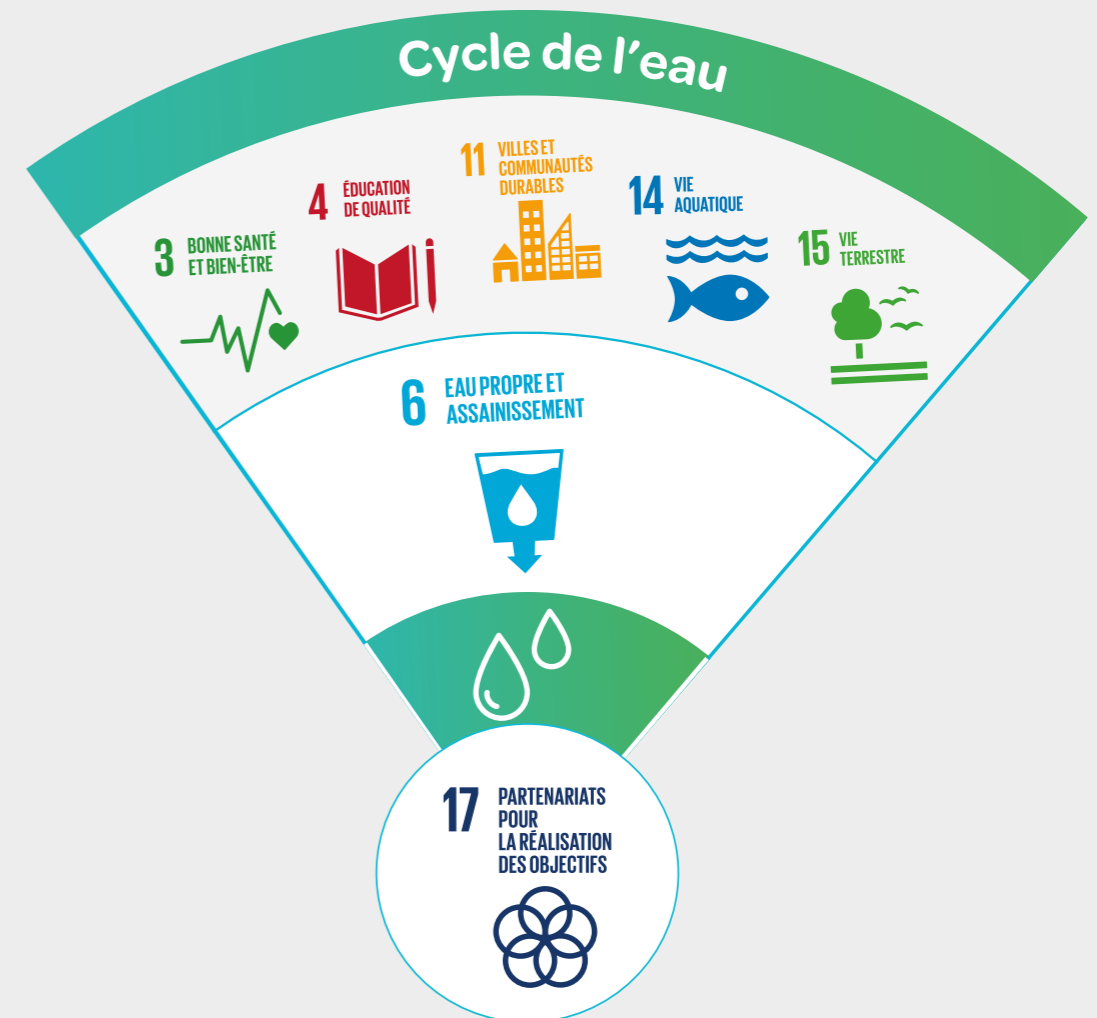 Cycle de l'eau
3 BONNE SANTÉ
ET BIEN-ÊTRE
4 ÉDUCATION
DE QUALITÉ
11 VILLES ET
COMMUNAUTÉS
DURABLES
14 VIE
AQUATIQUE
15 VIE
TERRESTRE
6 EAU PROPRE ET
ASSAINISSEMENT
17 PARTENARIATS
POUR
LA RÉALISATION
DES OBJECTIFS